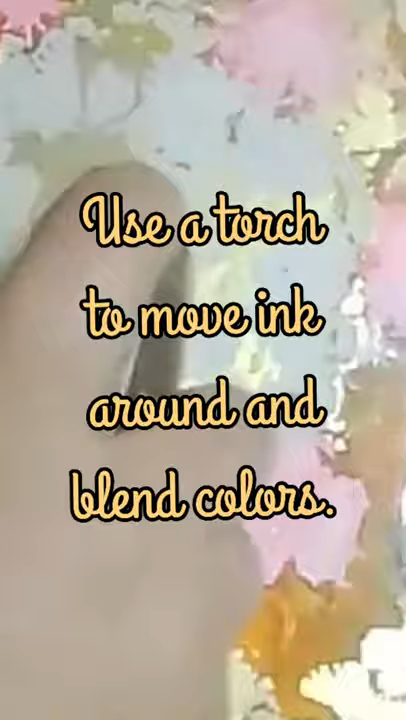 Use a torch
to move ink
around and
blend colors.